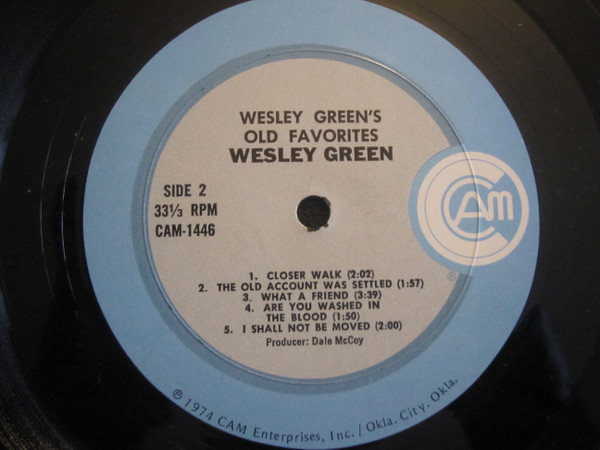 WESLEY GREEN'S
OLD FAVORITES
WESLEY GREEN
SIDE 2
33⅓ RPM
CAM-1446
CAM
®
1. CLOSER WALK (2:02)
2. THE OLD ACCOUNT WAS SETTLED (1:57)
3. WHAT A FRIEND (3:39)
4. ARE YOU WASHED IN
THE BLOOD (1:50)
5. I SHALL NOT BE MOVED (2:00)
Producer: Dale McCoy
℗ 1974 CAM Enterprises, Inc. / Okla. City, Okla.